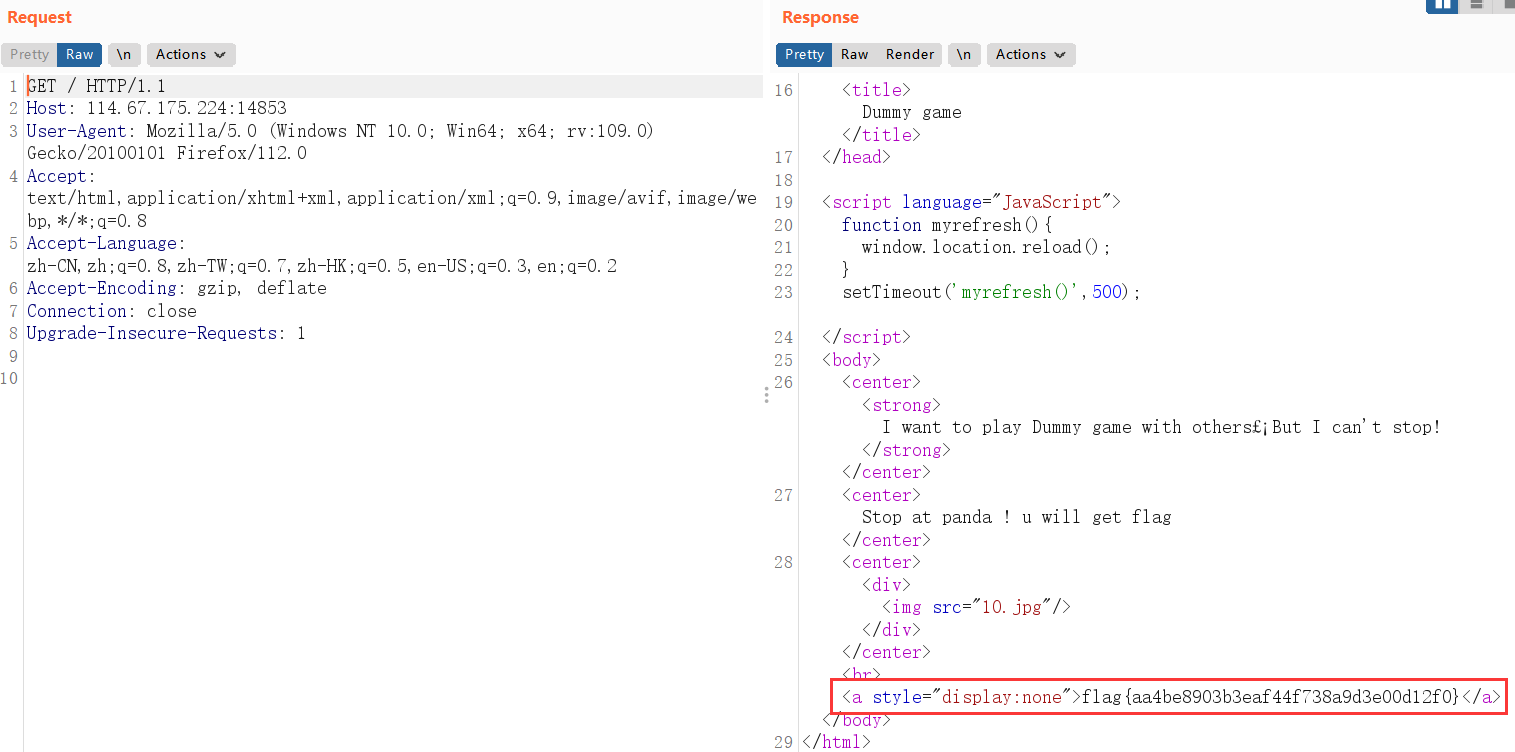 Request
Pretty Raw \n Actions
1 GET / HTTP/1.1
2 Host: 114.67.175.224:14853
3 User-Agent: Mozilla/5.0 (Windows NT 10.0; Win64; x64; rv:109.0)
Gecko/20100101 Firefox/112.0
4 Accept:
text/html,application/xhtml+xml,application/xml;q=0.9,image/avif,image/we
bp,*/*;q=0.8
5 Accept-Language:
zh-CN,zh;q=0.8,zh-TW;q=0.7,zh-HK;q=0.5,en-US;q=0.3,en;q=0.2
6 Accept-Encoding: gzip, deflate
7 Connection: close
8 Upgrade-Insecure-Requests: 1
9
10
Response
Pretty Raw Render \n Actions
16 <title>
Dummy game
</title>
17 </head>
18
19 <script language="JavaScript">
20 function myrefresh(){
21 window.location.reload();
22 }
23 setTimeout('myrefresh()',500);
24 </script>
25 <body>
26 <center>
<strong>
I want to play Dummy game with others£¡But I can't stop!
</strong>
</center>
27 <center>
Stop at panda ! u will get flag
</center>
28 <center>
<div>
<img src="10.jpg"/>
</div>
</center>
<br>
<a style="display:none">flag{aa4be8903b3eaf44f738a9d3e00d12f0}</a>
</body>
29 </html>